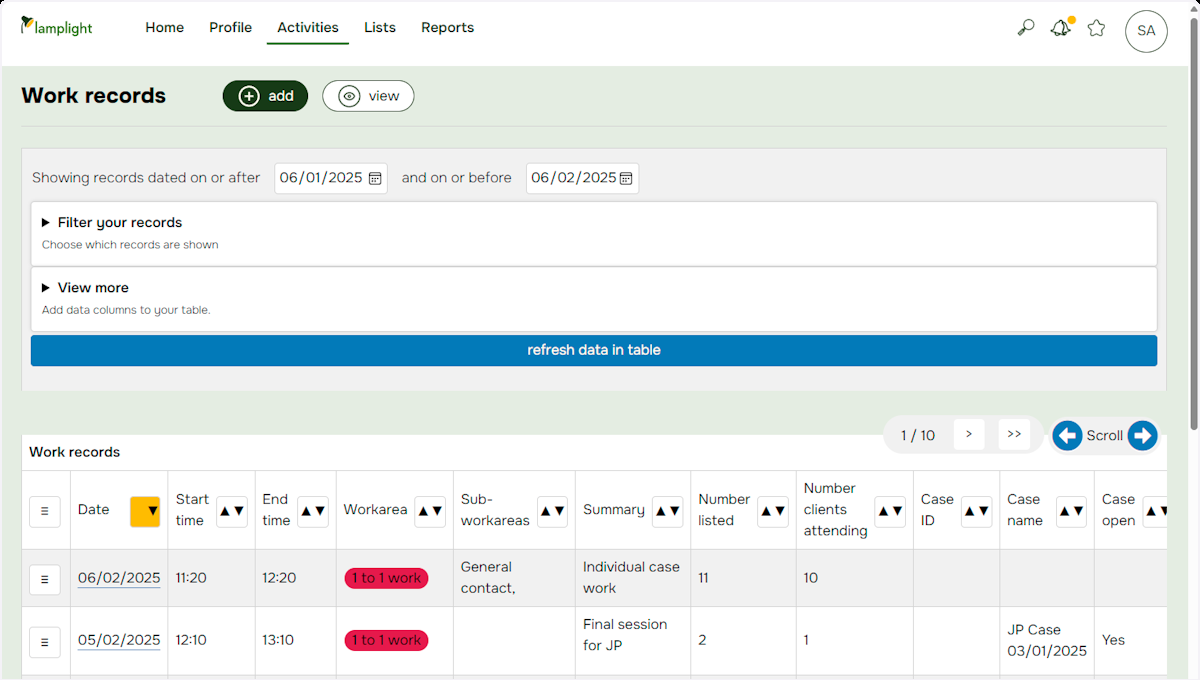 lamplight Home Profile Activities Lists Reports SA
Work records add view
Showing records dated on or after 06/01/2025 and on or before 06/02/2025
Filter your records
Choose which records are shown
View more
Add data columns to your table.
refresh data in table
1 / 10 > >> Scroll
Work records
Date Start time End time Workarea Sub-workareas Summary Number listed Number clients attending Case ID Case name Case open
06/02/2025 11:20 12:20 1 to 1 work General contact, Individual case work 11 10
05/02/2025 12:10 13:10 1 to 1 work Final session for JP 2 1 JP Case 03/01/2025 Yes